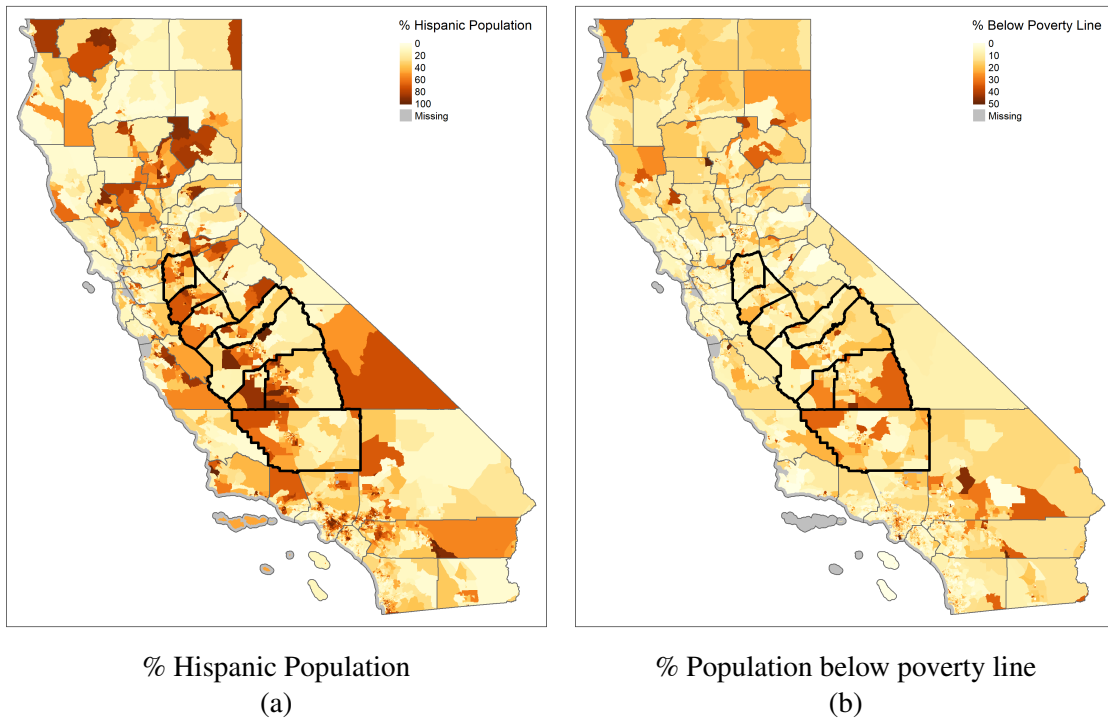 % Hispanic Population
0
20
40
60
80
100
Missing
% Below Poverty Line
0
10
20
30
40
50
Missing
% Hispanic Population
(a)
% Population below poverty line
(b)